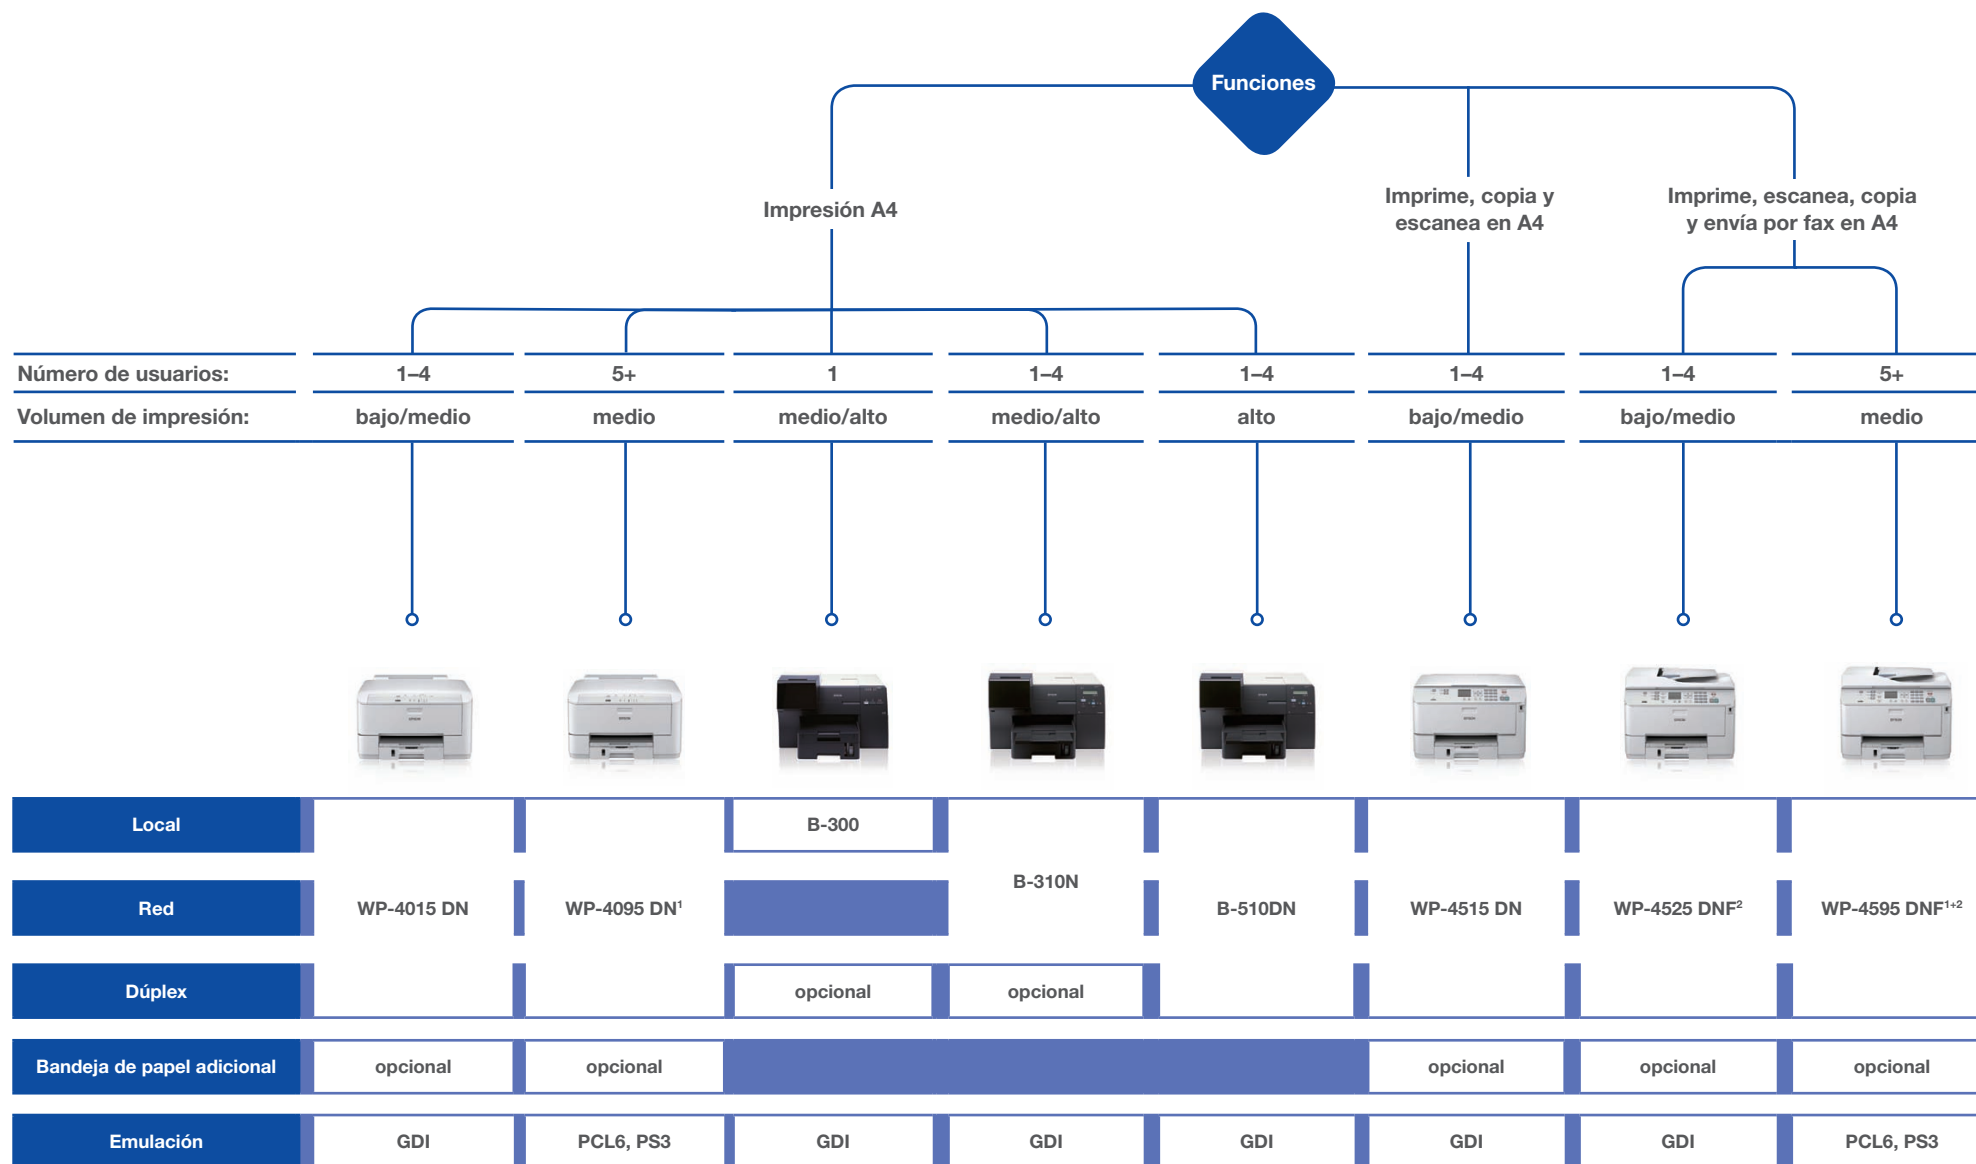 Funciones
Impresión A4
Imprime, copia y
escanea en A4
Imprime, escanea, copia
y envía por fax en A4
Número de usuarios: 1–4 5+ 1 1–4 1–4 1–4 1–4 5+
Volumen de impresión: bajo/medio medio medio/alto medio/alto alto bajo/medio bajo/medio medio
Local B-300
B-310N
Red WP-4015 DN WP-4095 DN¹ B-510DN WP-4515 DN WP-4525 DNF² WP-4595 DNF¹⁺²
Dúplex opcional opcional
Bandeja de papel adicional opcional opcional opcional opcional opcional
Emulación GDI PCL6, PS3 GDI GDI GDI GDI GDI PCL6, PS3